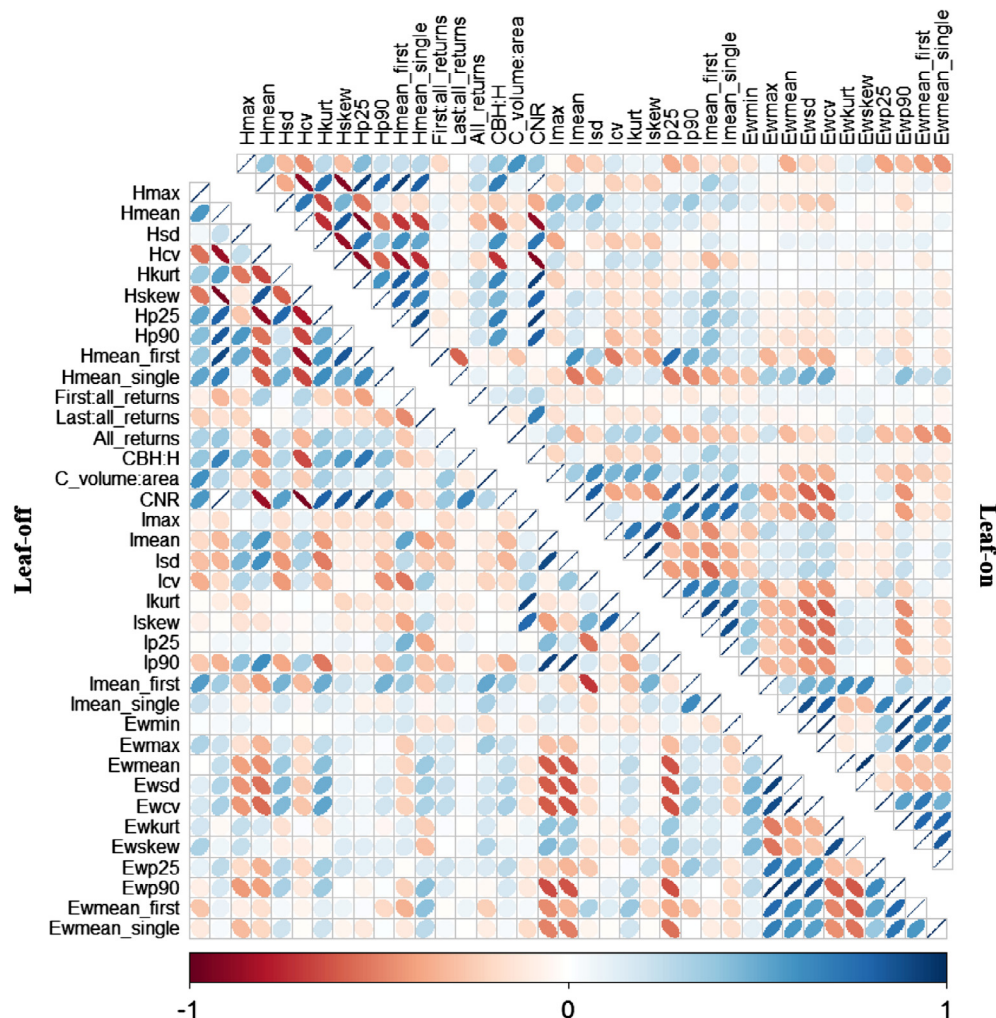 Hmax
Hmean
Hsd
Hcv
Hkurt
Hskew
Hp25
Hp90
Hmean_first
Hmean_single
First:all_returns
Last:all_returns
All_returns
CBH:H
C_volume:area
CNR
Imax
Imean
Isd
Icv
Ikurt
Iskew
Ip25
Ip90
Imean_first
Imean_single
Ewmin
Ewmax
Ewmean
Ewsd
Ewcv
Ewkurt
Ewskew
Ewp25
Ewp90
Ewmean_first
Ewmean_single
Hmax
Hmean
Hsd
Hcv
Hkurt
Hskew
Hp25
Hp90
Hmean_first
Hmean_single
First:all_returns
Last:all_returns
All_returns
CBH:H
C_volume:area
CNR
Imax
Imean
Isd
Icv
Ikurt
Iskew
Ip25
Ip90
Imean_first
Imean_single
Ewmin
Ewmax
Ewmean
Ewsd
Ewcv
Ewkurt
Ewskew
Ewp25
Ewp90
Ewmean_first
Ewmean_single
Leaf-off
Leaf-on
-1 0 1